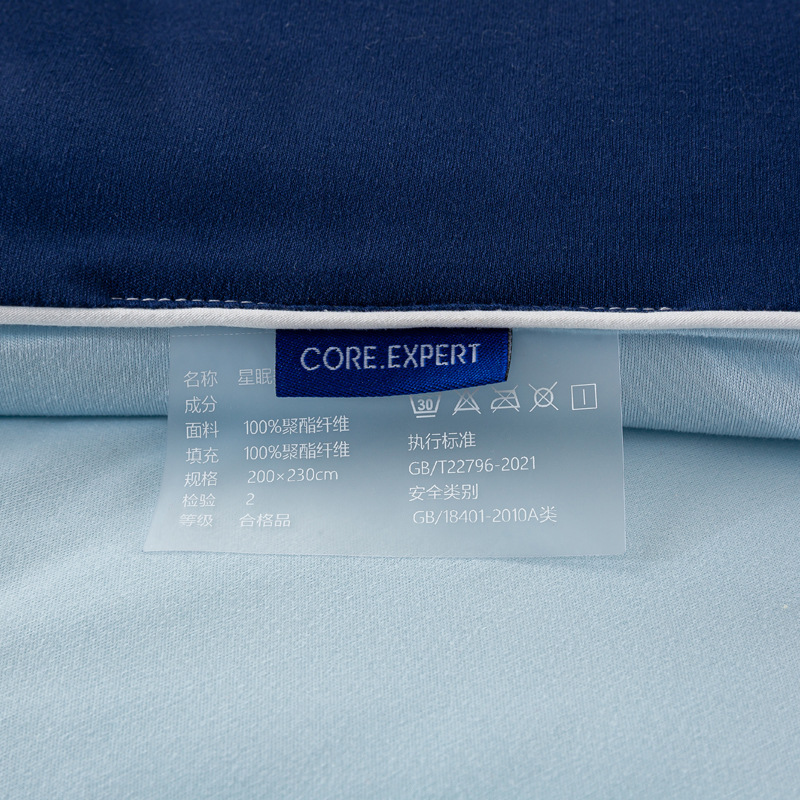 CORE.EXPERT
名称 星眠
成分
面料 100%聚酯纤维
填充 100%聚酯纤维
规格 200×230cm
检验 2
等级 合格品
30
执行标准
GB/T22796-2021
安全类别
GB/18401-2010A类